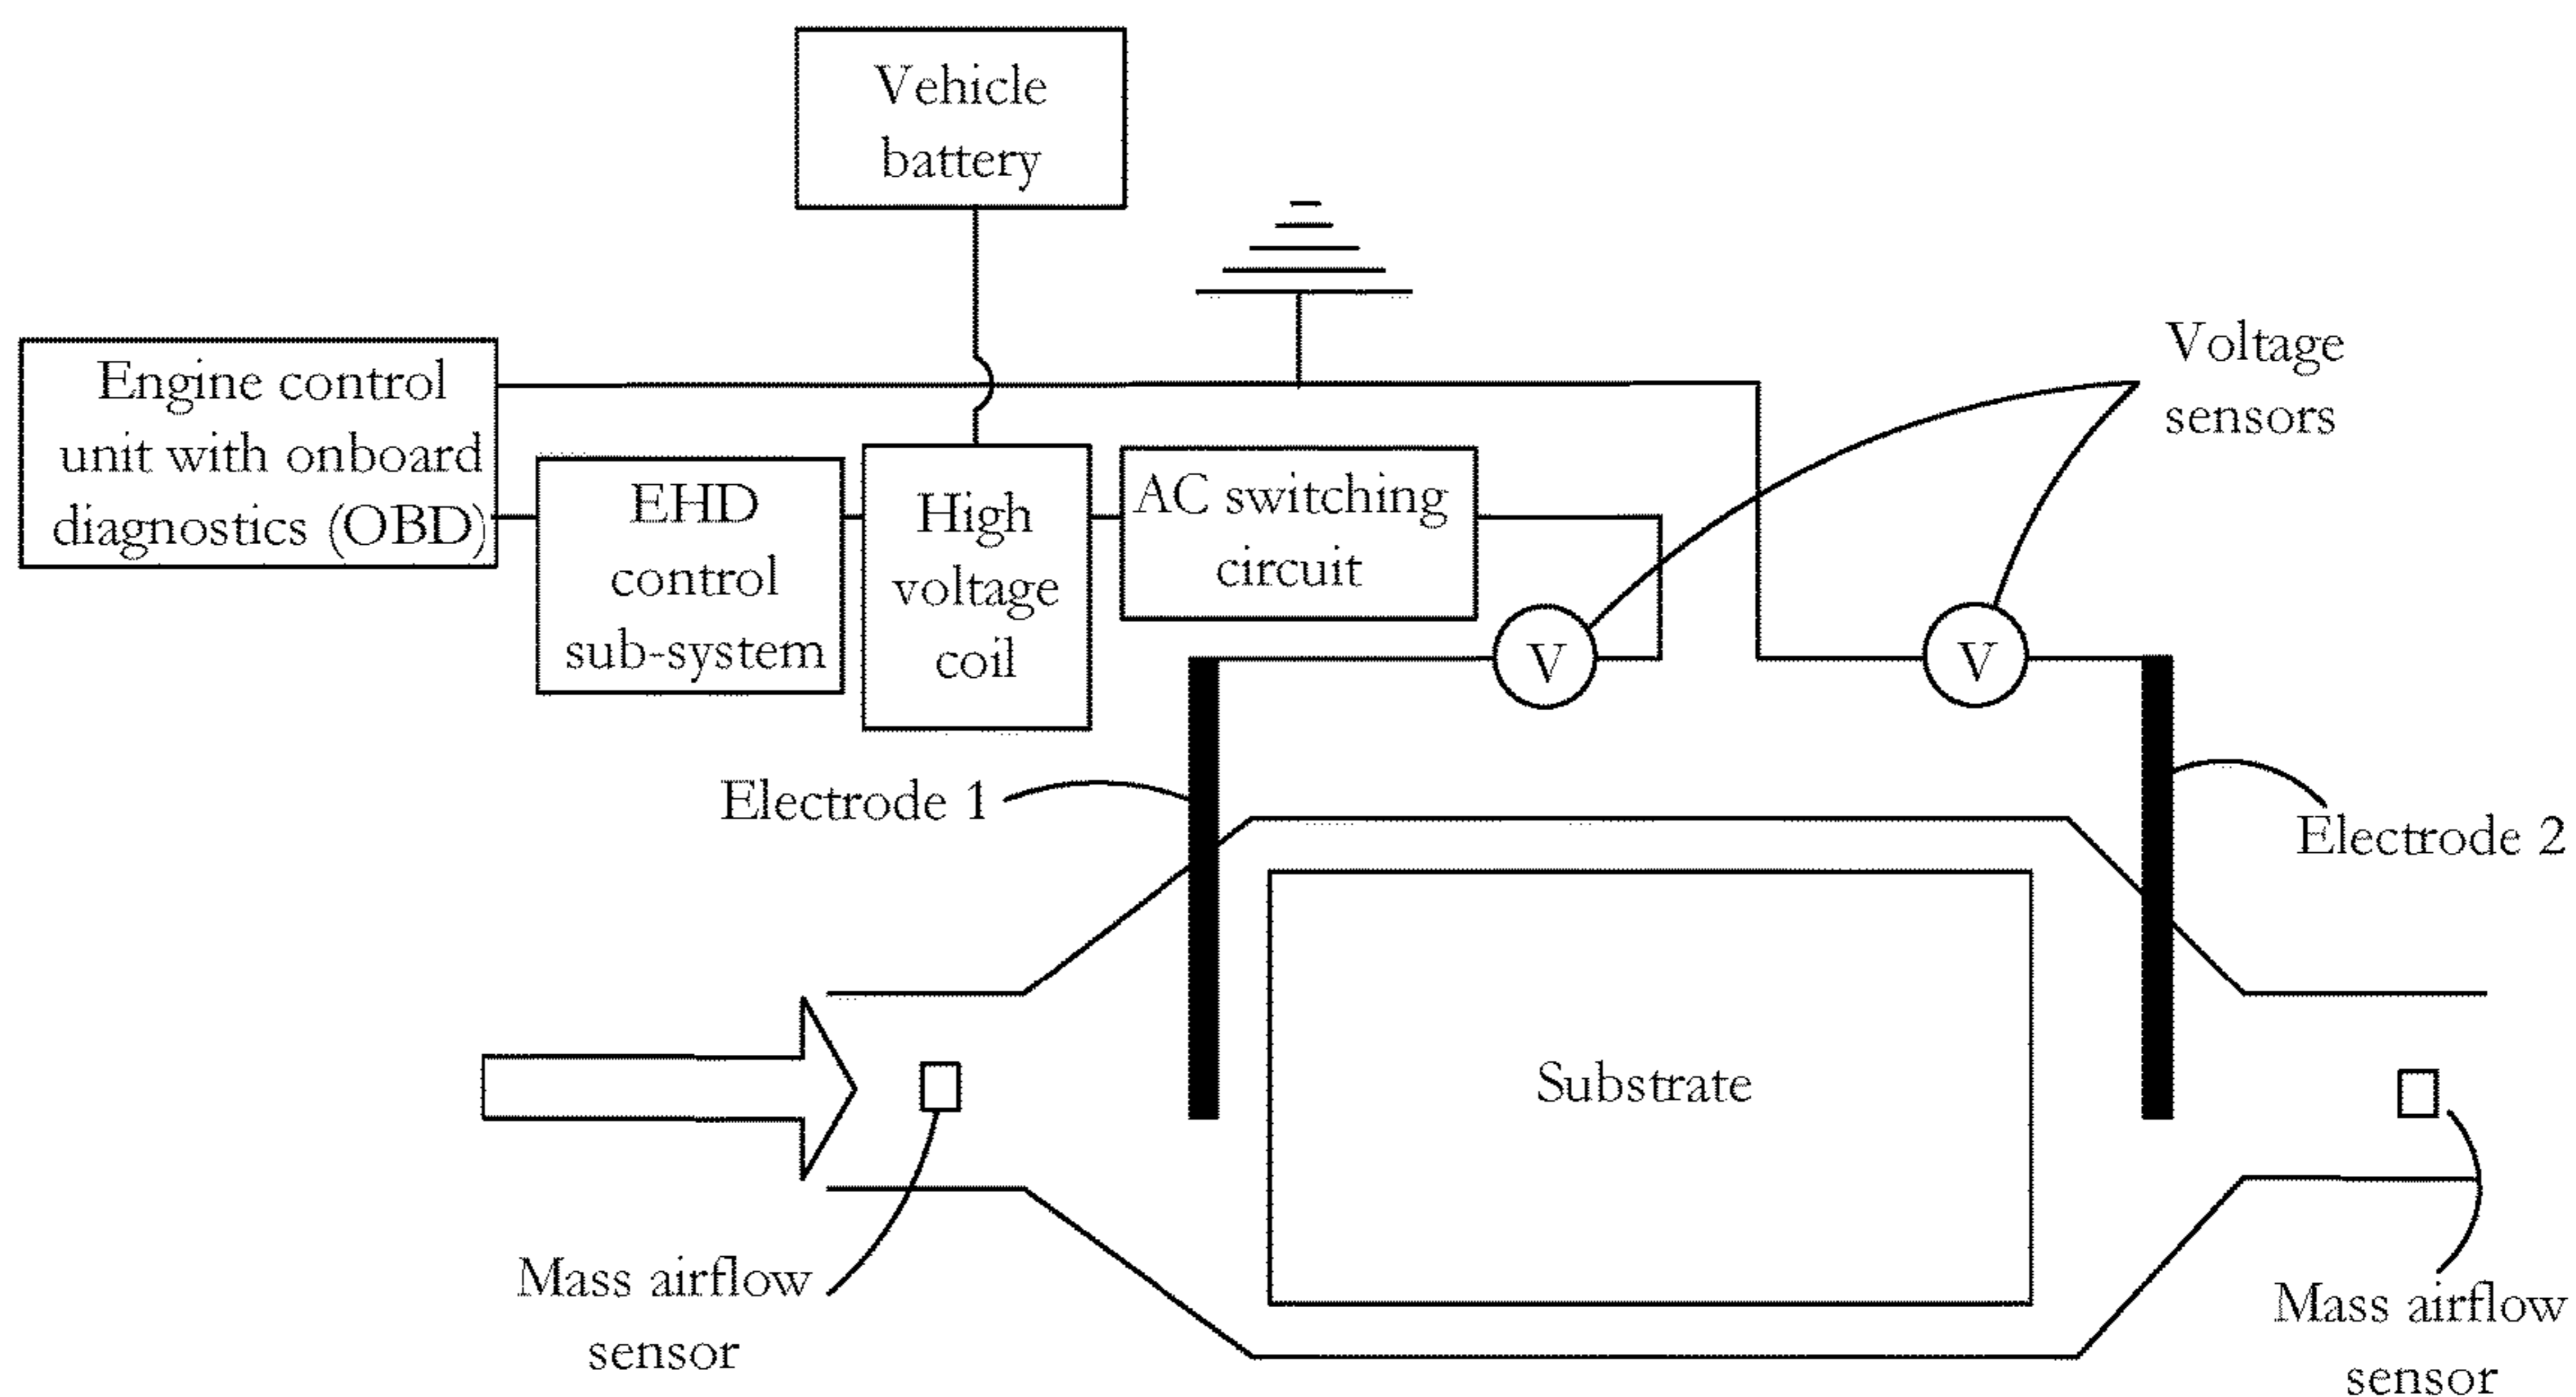 Vehicle
battery
Engine control
unit with onboard
diagnostics (OBD)
EHD
control
sub-system
High
voltage
coil
AC switching
circuit
Voltage
sensors
V
V
Electrode 1
Electrode 2
Substrate
Mass airflow
sensor
Mass airflow
sensor